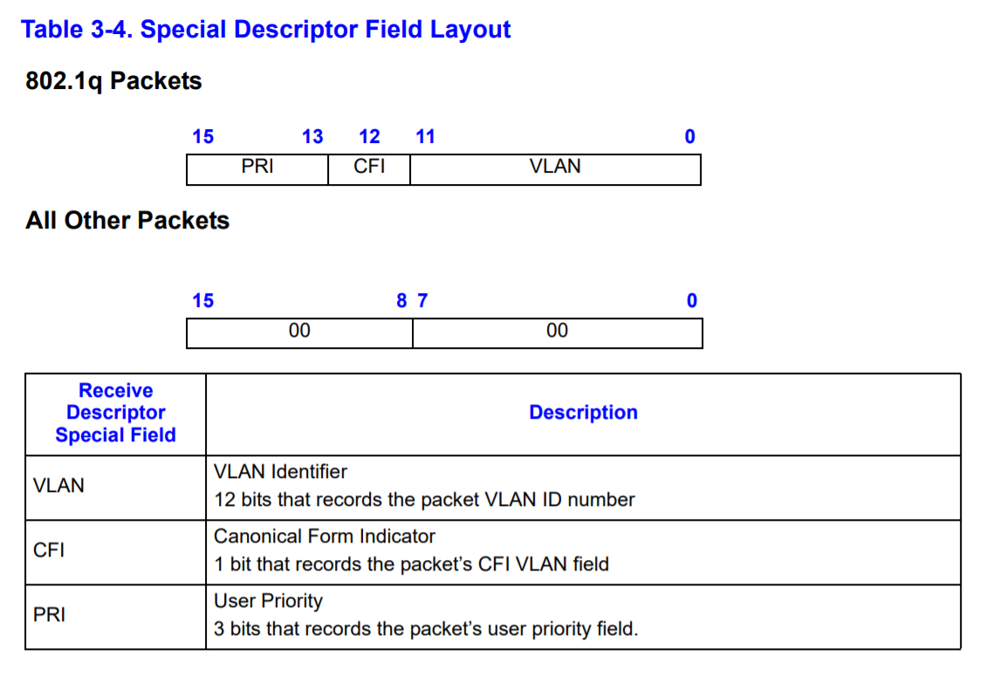 Table 3-4. Special Descriptor Field Layout
802.1q Packets
15 13 12 11 0
PRI CFI VLAN
All Other Packets
15 8 7 0
00 00
Receive
Descriptor
Special Field
Description
VLAN
VLAN Identifier
12 bits that records the packet VLAN ID number
CFI
Canonical Form Indicator
1 bit that records the packet's CFI VLAN field
PRI
User Priority
3 bits that records the packet's user priority field.